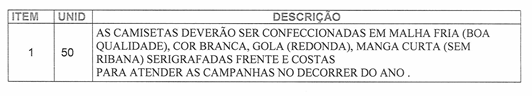 ITEM UNID DESCRIÇÃO
1 50 AS CAMISETAS DEVERÃO SER CONFECCIONADAS EM MALHA FRIA (BOA
QUALIDADE), COR BRANCA, GOLA (REDONDA), MANGA CURTA (SEM
RIBANA) SERIGRAFADAS FRENTE E COSTAS
PARA ATENDER AS CAMPANHAS NO DECORRER DO ANO .